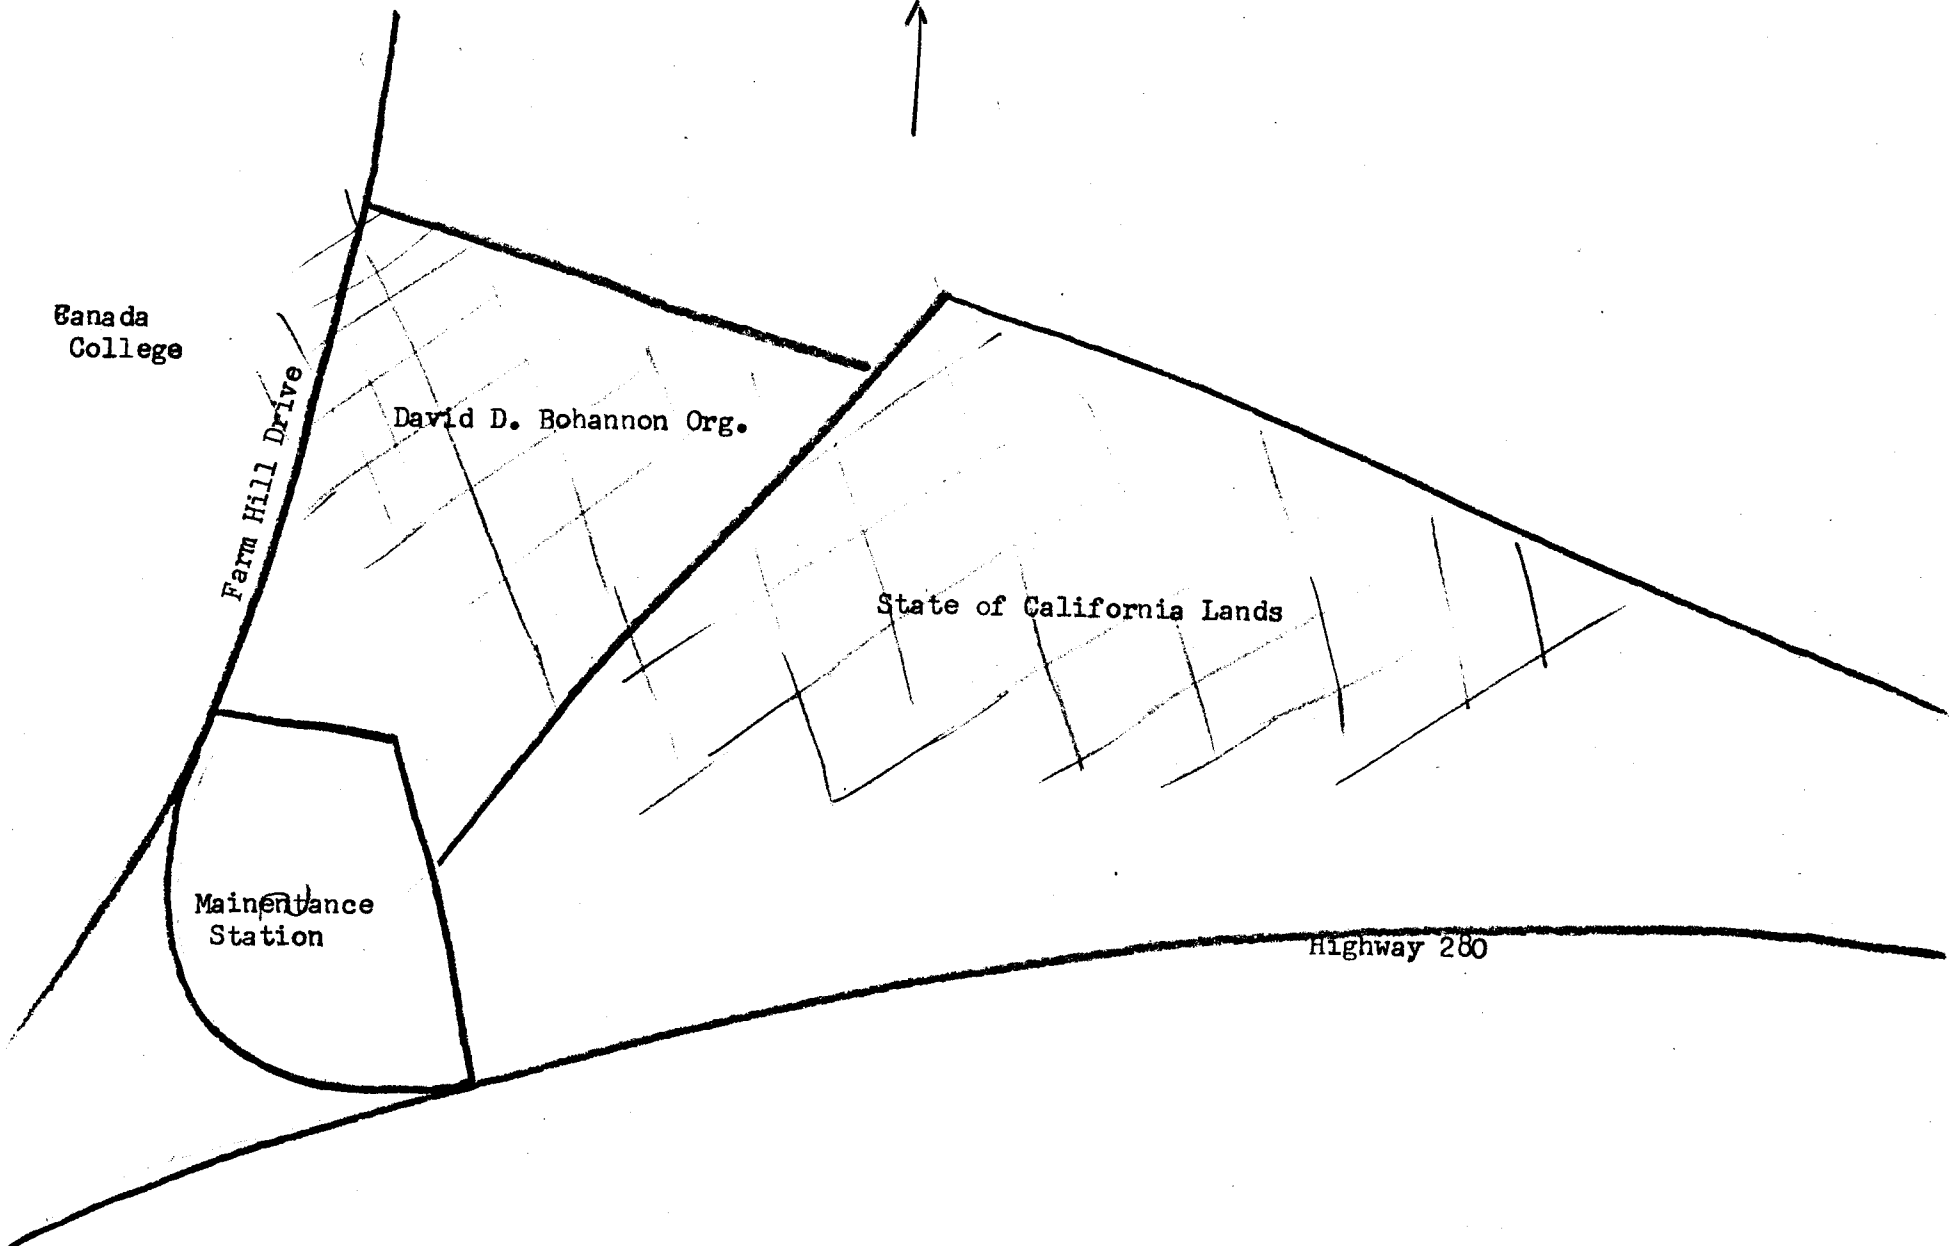 Canada
College
Farm Hill Drive
David D. Bohannon Org.
State of California Lands
Mainentance
Station
Highway 280